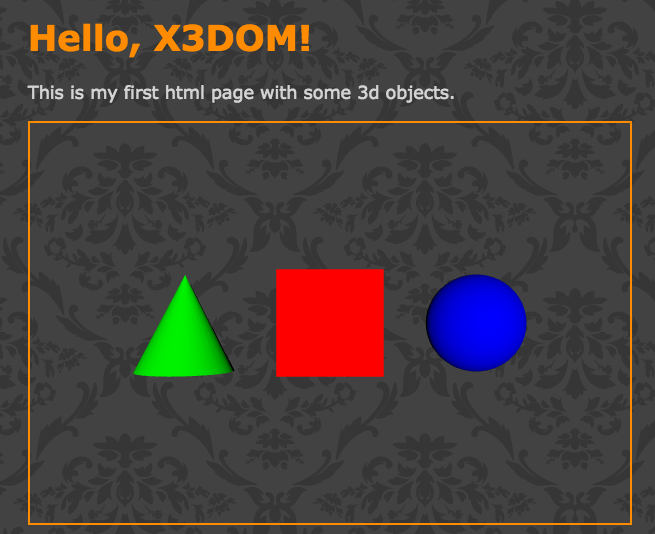 Hello, X3DOM!
This is my first html page with some 3d objects.